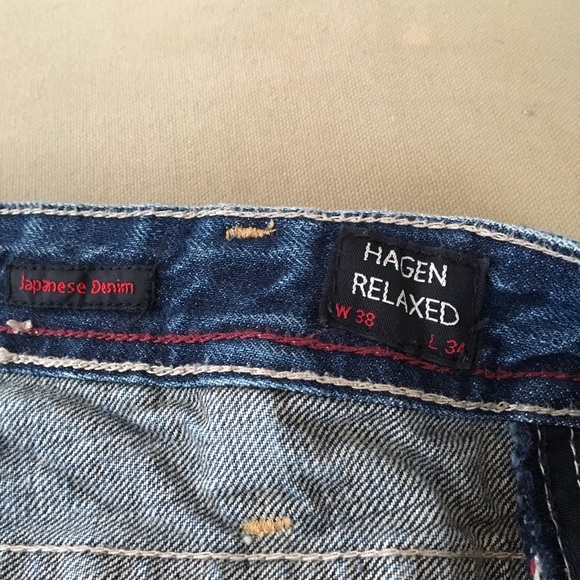 Japanese Denim
HAGEN
RELAXED
W 38 L 34